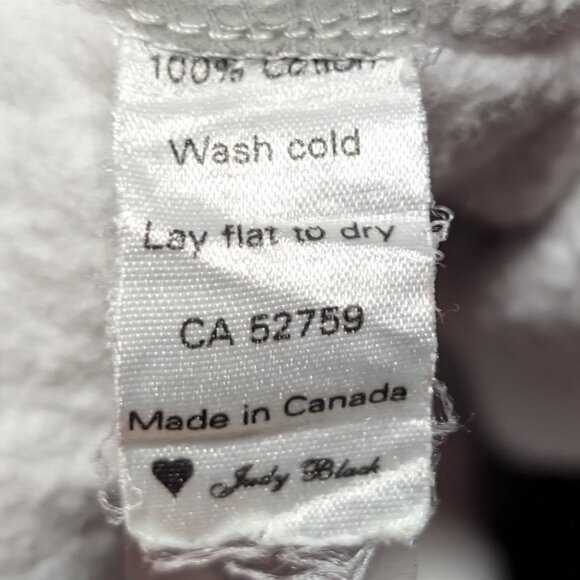 100% Cotton
Wash cold
Lay flat to dry
CA 52759
Made in Canada
♥ Judy Black